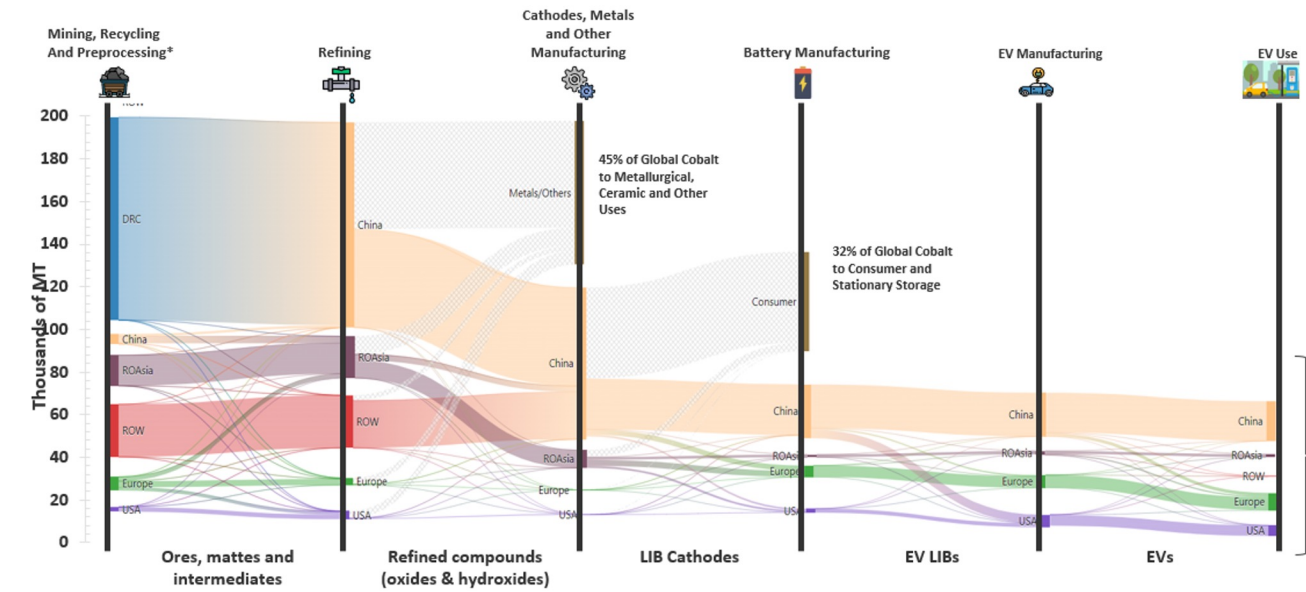 Mining, Recycling
And Preprocessing*
Refining
Cathodes, Metals
and Other
Manufacturing
Battery Manufacturing
EV Manufacturing
EV Use
Thousands of MT
200
180
160
140
120
100
80
60
40
20
0
DRC
China
ROAsia
ROW
Europe
USA
China
ROAsia
ROW
Europe
USA
Metals/Others
45% of Global Cobalt
to Metallurgical,
Ceramic and Other
Uses
China
ROAsia
Europe
USA
Consumer
32% of Global Cobalt
to Consumer and
Stationary Storage
China
ROAsi
Europe
USA
China
ROAsia
Europe
USA
China
ROAsia
ROW
Europe
USA
Ores, mattes and
intermediates
Refined compounds
(oxides & hydroxides)
LIB Cathodes
EV LIBs
EVs